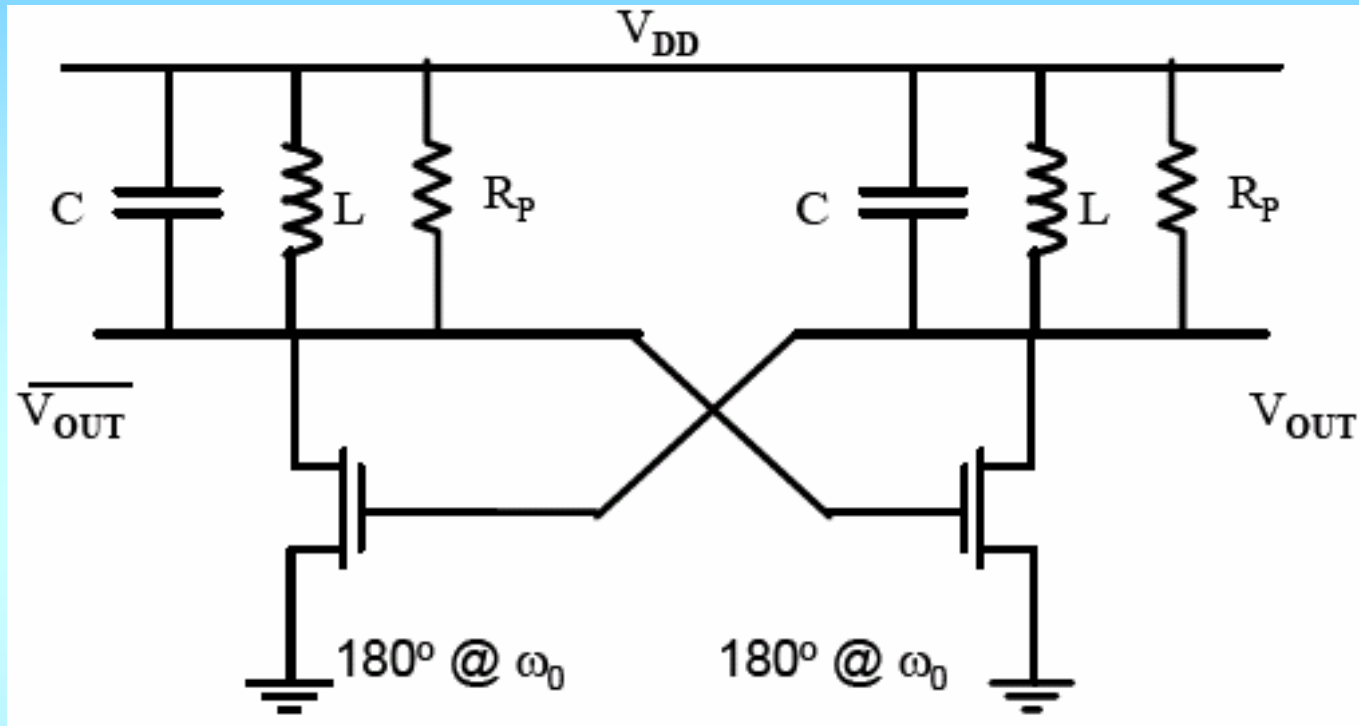 V_DD
C L R_P C L R_P
V̅_OUT V_OUT
180° @ ω₀ 180° @ ω₀